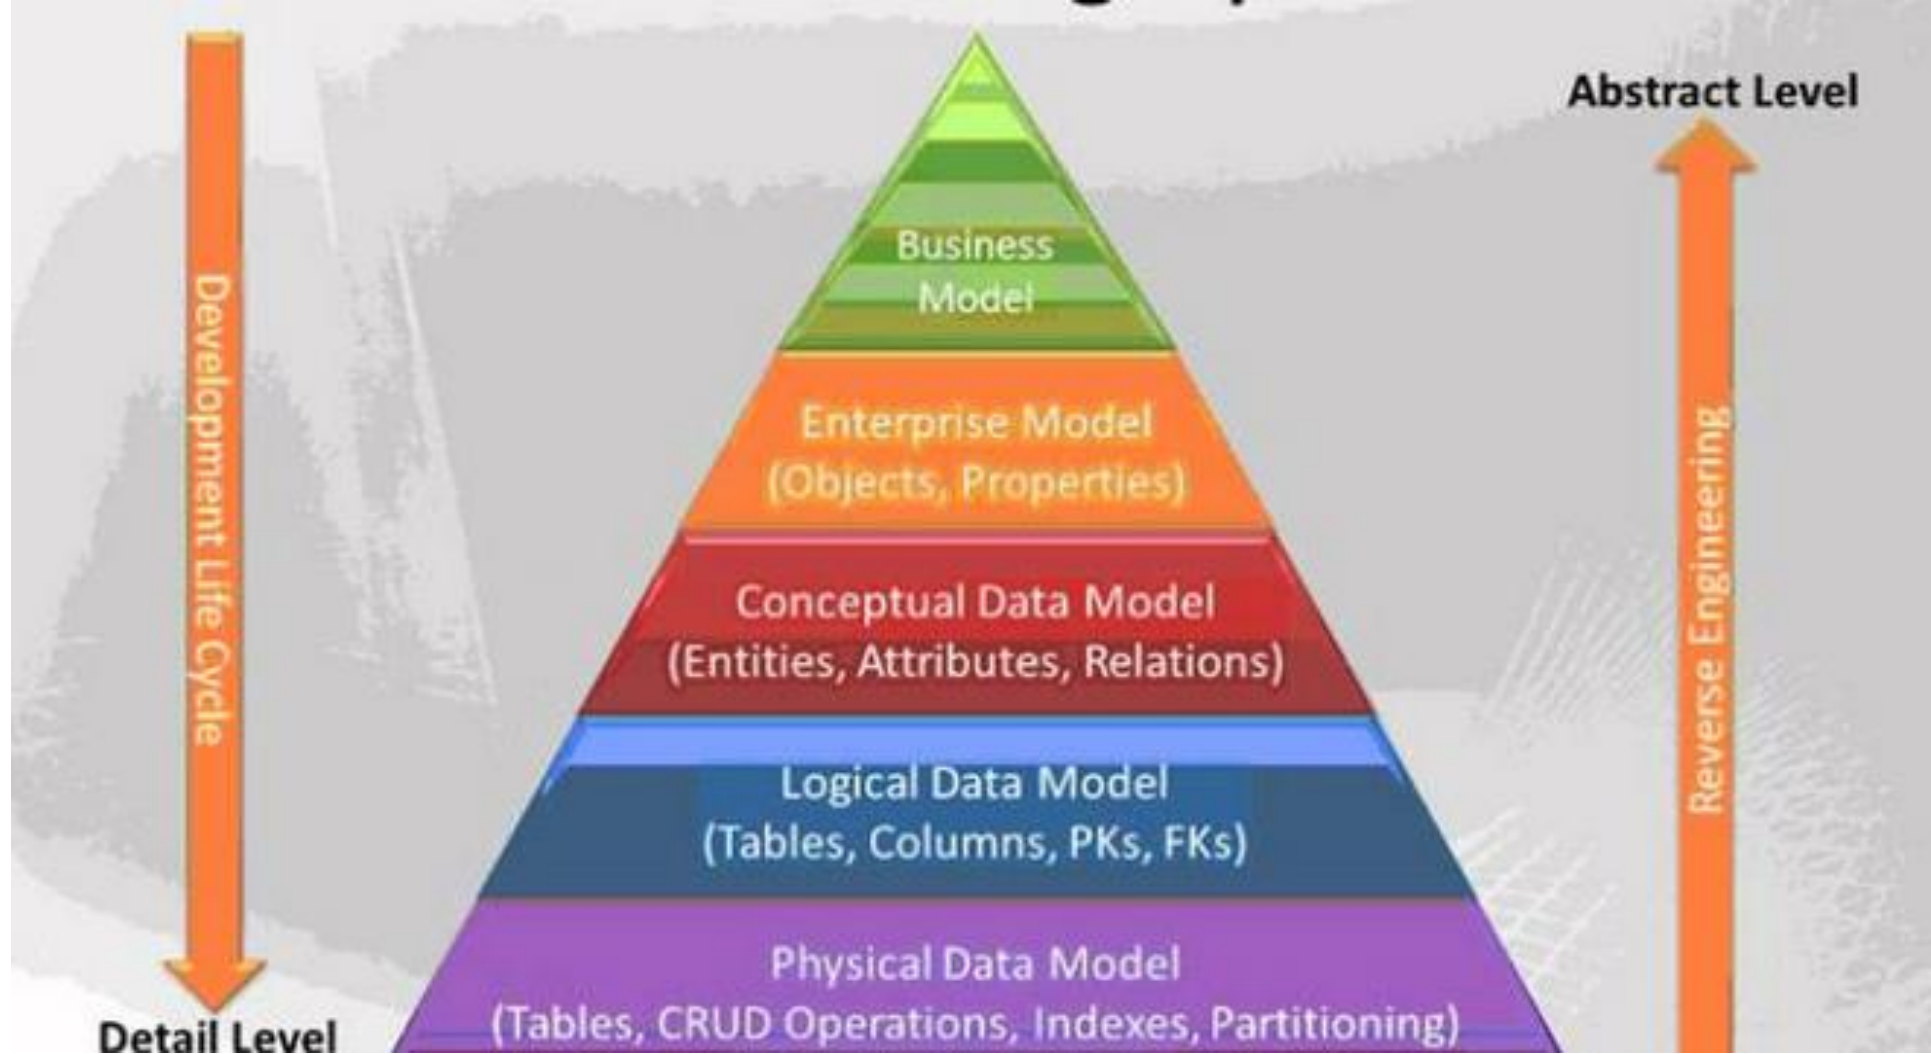 Abstract Level
Business
Model
Enterprise Model
(Objects, Properties)
Conceptual Data Model
(Entities, Attributes, Relations)
Logical Data Model
(Tables, Columns, PKs, FKs)
Physical Data Model
(Tables, CRUD Operations, Indexes, Partitioning)
Development Life Cycle
Detail Level
Reverse Engineering